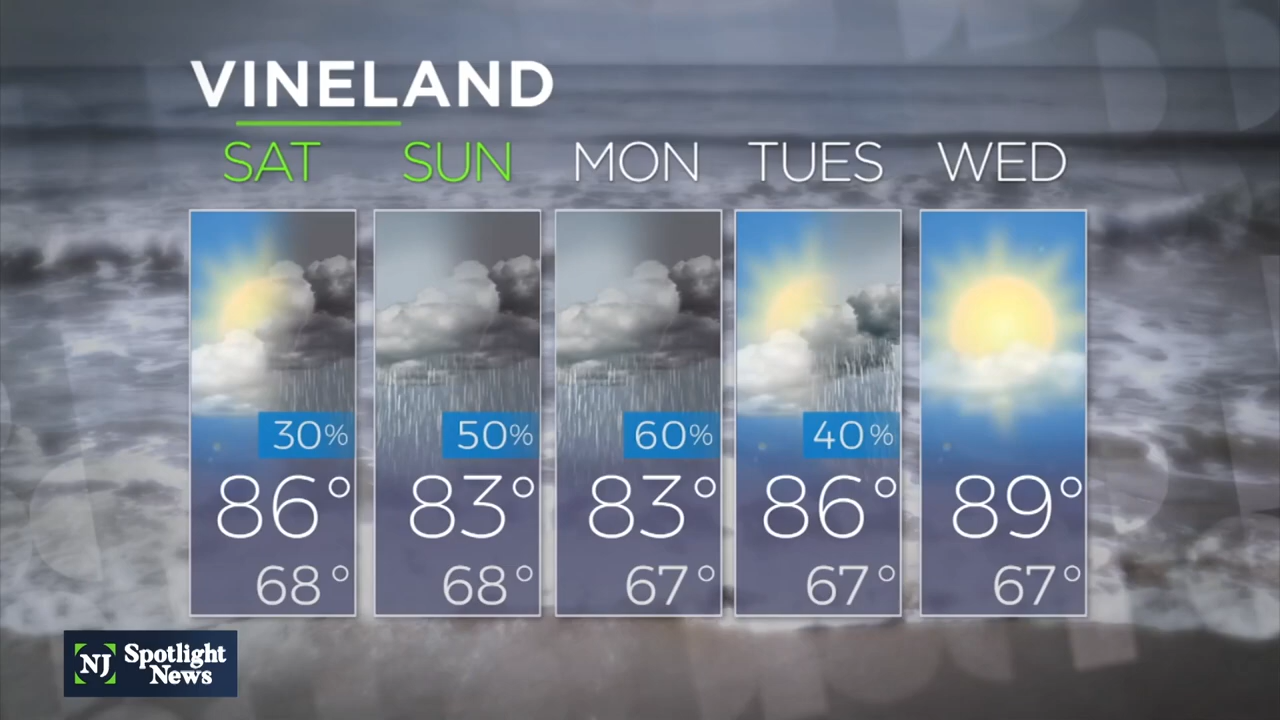 VINELAND
SAT SUN MON TUES WED
30% 50% 60% 40%
86° 83° 83° 86° 89°
68° 68° 67° 67° 67°
NJ Spotlight
News